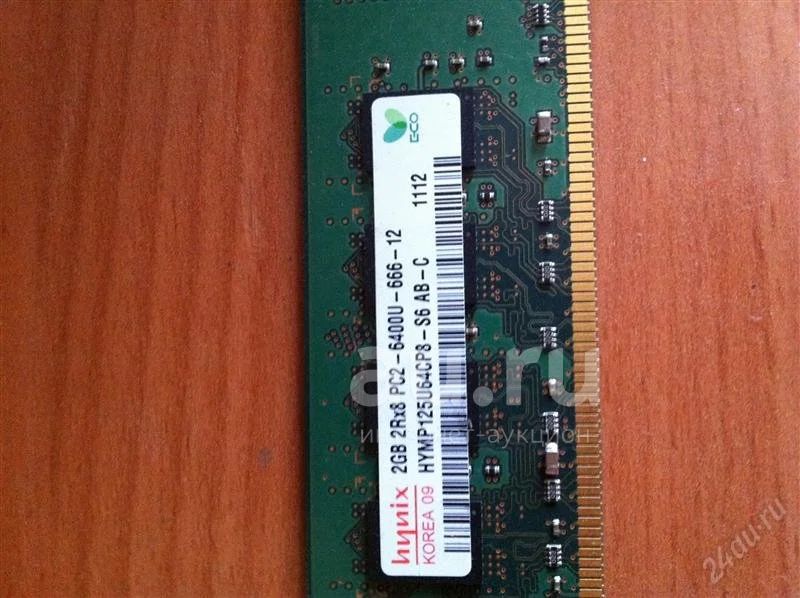 ECO
1112
hynix
2GB 2Rx8 PC2-6400U-666-12
KOREA 09
HYMP125U64CP8-S6 AB-C
au.ru
интернет-аукцион
24au.ru